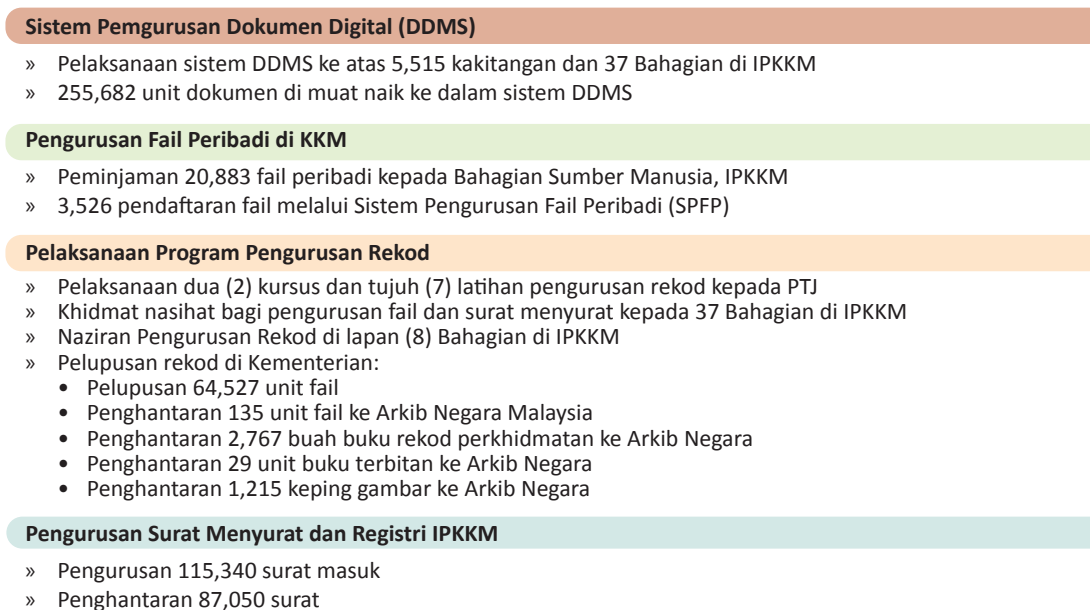 Sistem Pemgurusan Dokumen Digital (DDMS)
» Pelaksanaan sistem DDMS ke atas 5,515 kakitangan dan 37 Bahagian di IPKKM
» 255,682 unit dokumen di muat naik ke dalam sistem DDMS
Pengurusan Fail Peribadi di KKM
» Peminjaman 20,883 fail peribadi kepada Bahagian Sumber Manusia, IPKKM
» 3,526 pendaftaran fail melalui Sistem Pengurusan Fail Peribadi (SPFP)
Pelaksanaan Program Pengurusan Rekod
» Pelaksanaan dua (2) kursus dan tujuh (7) latihan pengurusan rekod kepada PTJ
» Khidmat nasihat bagi pengurusan fail dan surat menyurat kepada 37 Bahagian di IPKKM
» Naziran Pengurusan Rekod di lapan (8) Bahagian di IPKKM
» Pelupusan rekod di Kementerian:
• Pelupusan 64,527 unit fail
• Penghantaran 135 unit fail ke Arkib Negara Malaysia
• Penghantaran 2,767 buah buku rekod perkhidmatan ke Arkib Negara
• Penghantaran 29 unit buku terbitan ke Arkib Negara
• Penghantaran 1,215 keping gambar ke Arkib Negara
Pengurusan Surat Menyurat dan Registri IPKKM
» Pengurusan 115,340 surat masuk
» Penghantaran 87,050 surat